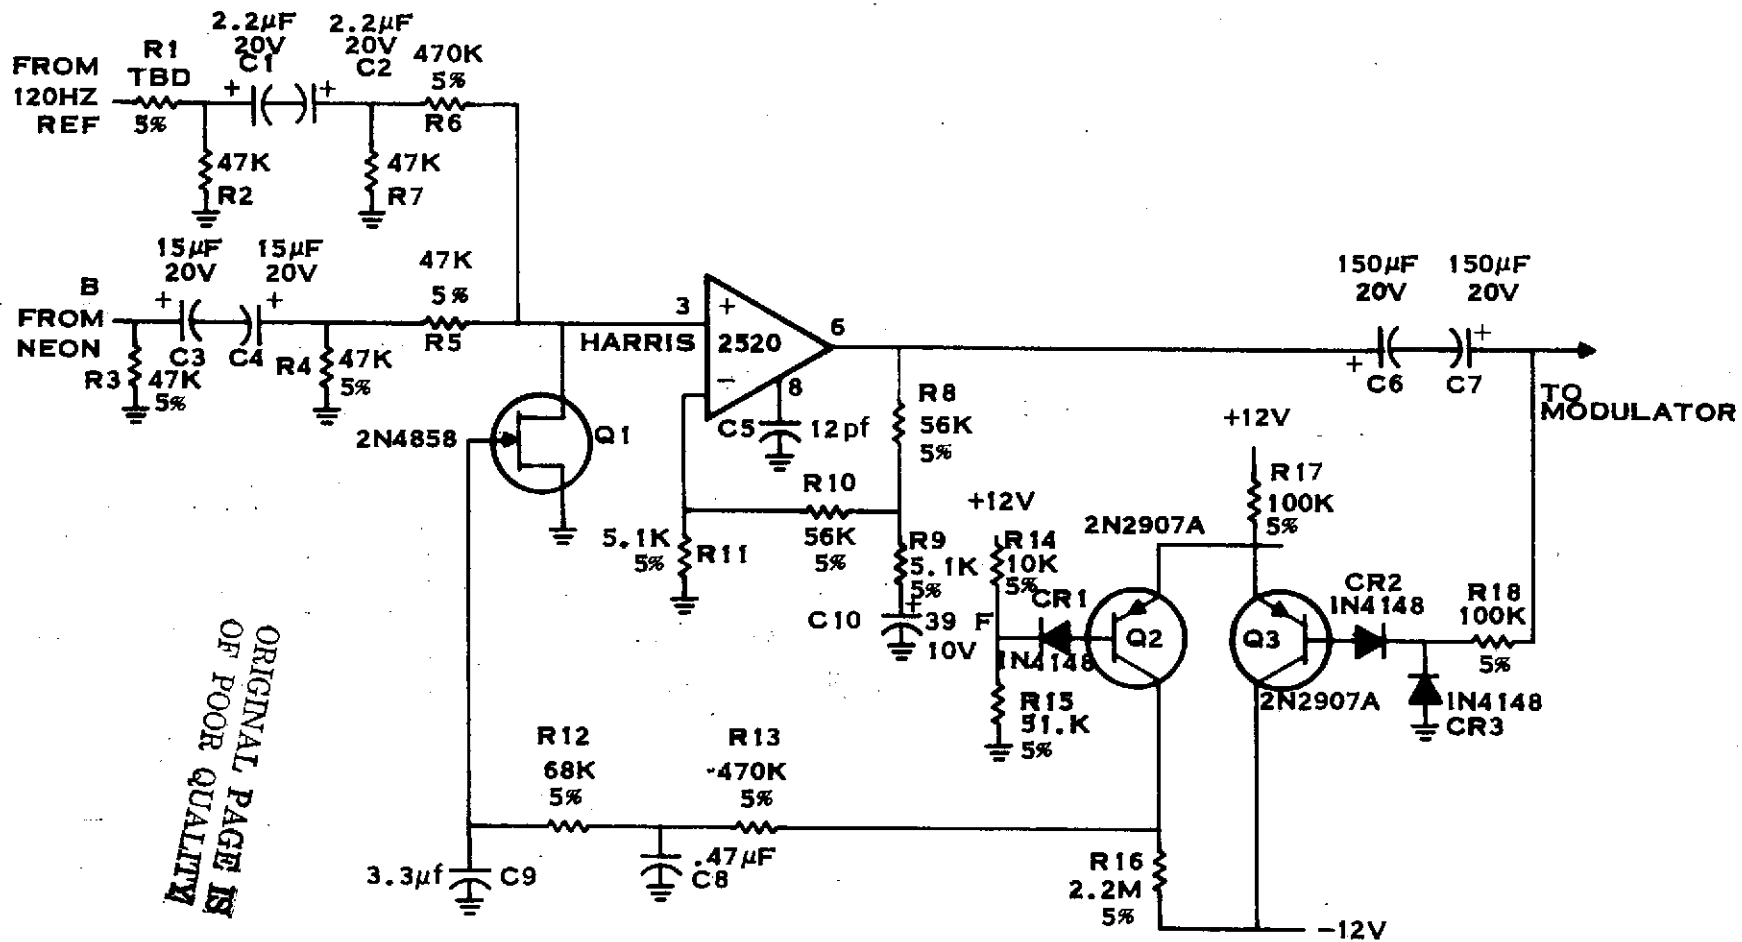 2.2µF
20V
C1
2.2µF
20V
C2
470K
5%
R6
R1
TBD
5%
FROM
120HZ
REF
+
+
47K
R2
47K
R7
15µF
20V
15µF
20V
47K
5%
R5
B
FROM
NEON
+
+
C3
C4
R3
47K
5%
R4
47K
5%
3
+
HARRIS
2520
−
6
8
C5
12pf
150µF
20V
150µF
20V
+
+
C6
C7
TO
MODULATOR
2N4858
Q1
R8
56K
5%
R10
56K
5%
5.1K
5%
R11
R9
5.1K
5%
+
C10
39 F
10V
+12V
R14
10K
5%
CR1
1N4148
R15
51.K
5%
2N2907A
Q2
+12V
R17
100K
5%
Q3
2N2907A
CR2
1N4148
R18
100K
5%
1N4148
CR3
R12
68K
5%
R13
470K
5%
3.3µf
C9
.47µF
C8
R16
2.2M
5%
-12V
ORIGINAL PAGE IS
OF POOR QUALITY